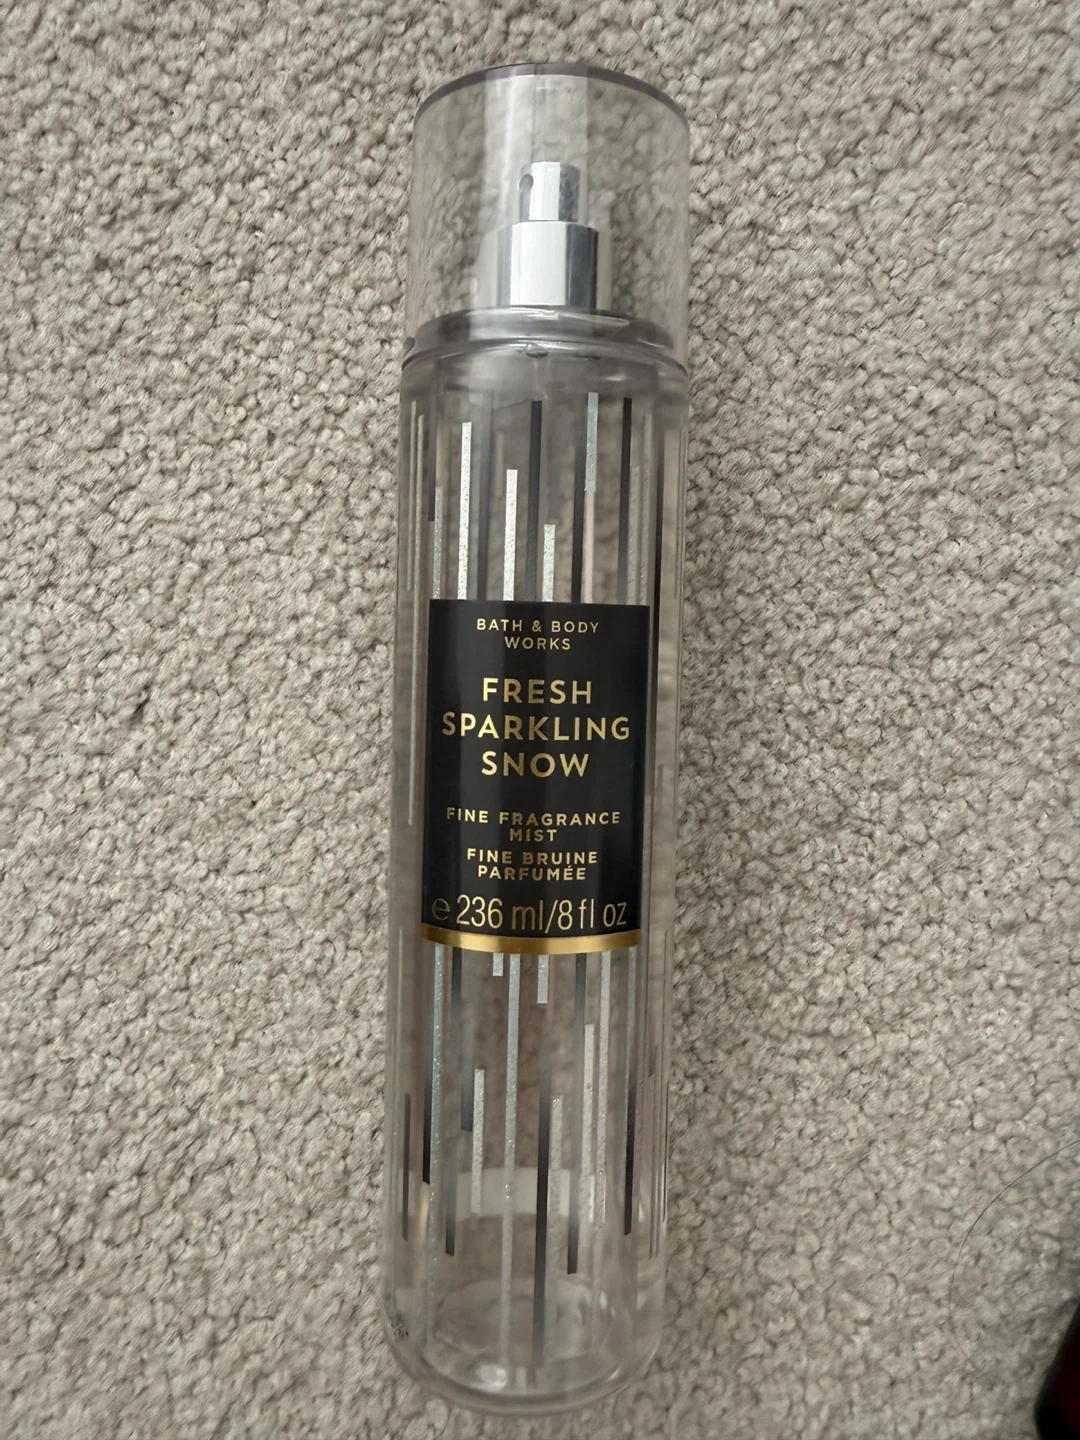 BATH & BODY
WORKS
FRESH
SPARKLING
SNOW
FINE FRAGRANCE
MIST
FINE BRUINE
PARFUMÉE
℮ 236 ml/8 fl oz